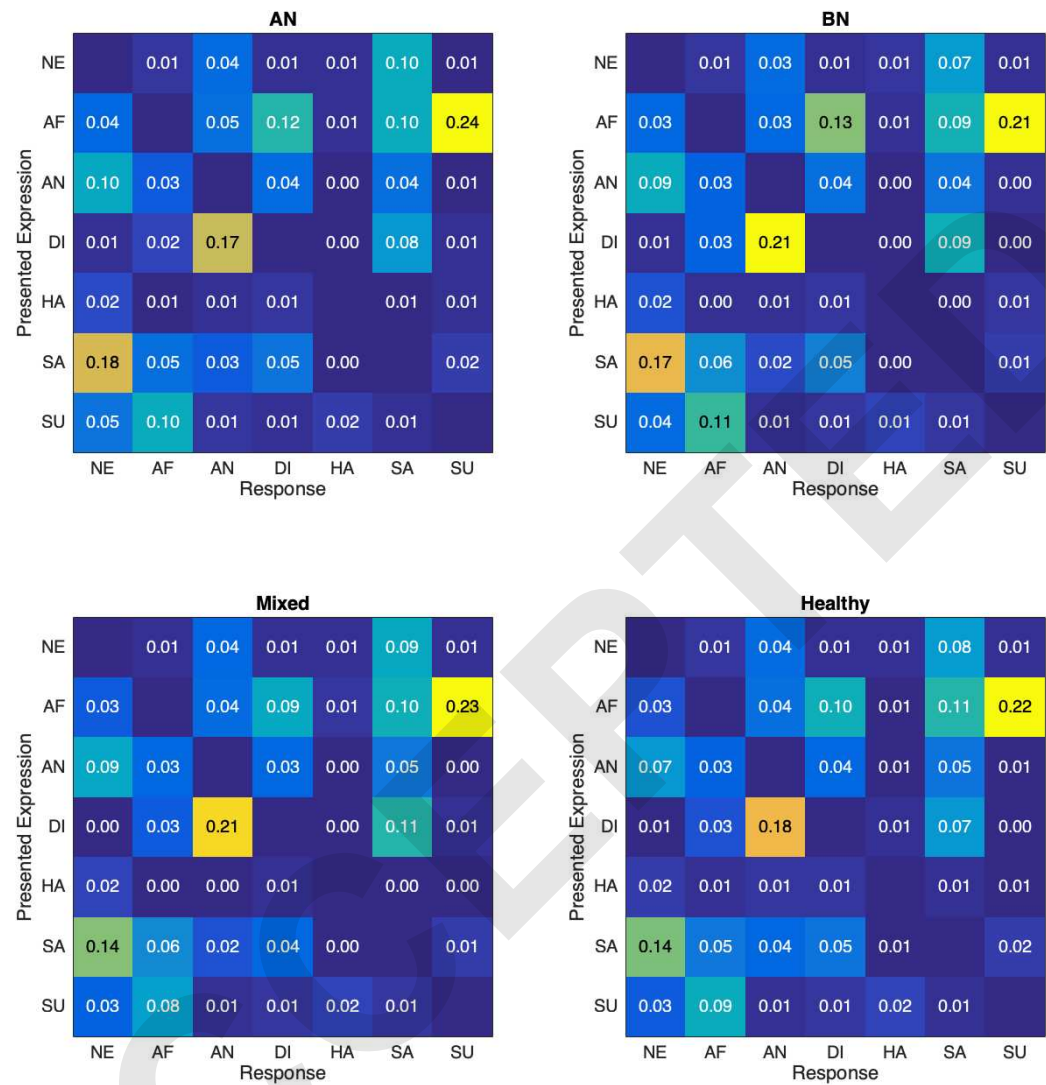 AN
NE 0.01 0.04 0.01 0.01 0.10 0.01
AF 0.04 0.05 0.12 0.01 0.10 0.24
AN 0.10 0.03 0.04 0.00 0.04 0.01
DI 0.01 0.02 0.17 0.00 0.08 0.01
HA 0.02 0.01 0.01 0.01 0.01 0.01
SA 0.18 0.05 0.03 0.05 0.00 0.02
SU 0.05 0.10 0.01 0.01 0.02 0.01
NE AF AN DI HA SA SU
Response
Presented Expression
BN
NE 0.01 0.03 0.01 0.01 0.07 0.01
AF 0.03 0.03 0.13 0.01 0.09 0.21
AN 0.09 0.03 0.04 0.00 0.04 0.00
DI 0.01 0.03 0.21 0.00 0.09 0.00
HA 0.02 0.00 0.01 0.01 0.00 0.01
SA 0.17 0.06 0.02 0.05 0.00 0.01
SU 0.04 0.11 0.01 0.01 0.01 0.01
NE AF AN DI HA SA SU
Response
Presented Expression
Mixed
NE 0.01 0.04 0.01 0.01 0.09 0.01
AF 0.03 0.04 0.09 0.01 0.10 0.23
AN 0.09 0.03 0.03 0.00 0.05 0.00
DI 0.00 0.03 0.21 0.00 0.11 0.01
HA 0.02 0.00 0.00 0.01 0.00 0.00
SA 0.14 0.06 0.02 0.04 0.00 0.01
SU 0.03 0.08 0.01 0.01 0.02 0.01
NE AF AN DI HA SA SU
Response
Presented Expression
Healthy
NE 0.01 0.04 0.01 0.01 0.08 0.01
AF 0.03 0.04 0.10 0.01 0.11 0.22
AN 0.07 0.03 0.04 0.01 0.05 0.01
DI 0.01 0.03 0.18 0.01 0.07 0.00
HA 0.02 0.01 0.01 0.01 0.01 0.01
SA 0.14 0.05 0.04 0.05 0.01 0.02
SU 0.03 0.09 0.01 0.01 0.02 0.01
NE AF AN DI HA SA SU
Response
Presented Expression
CEPTED